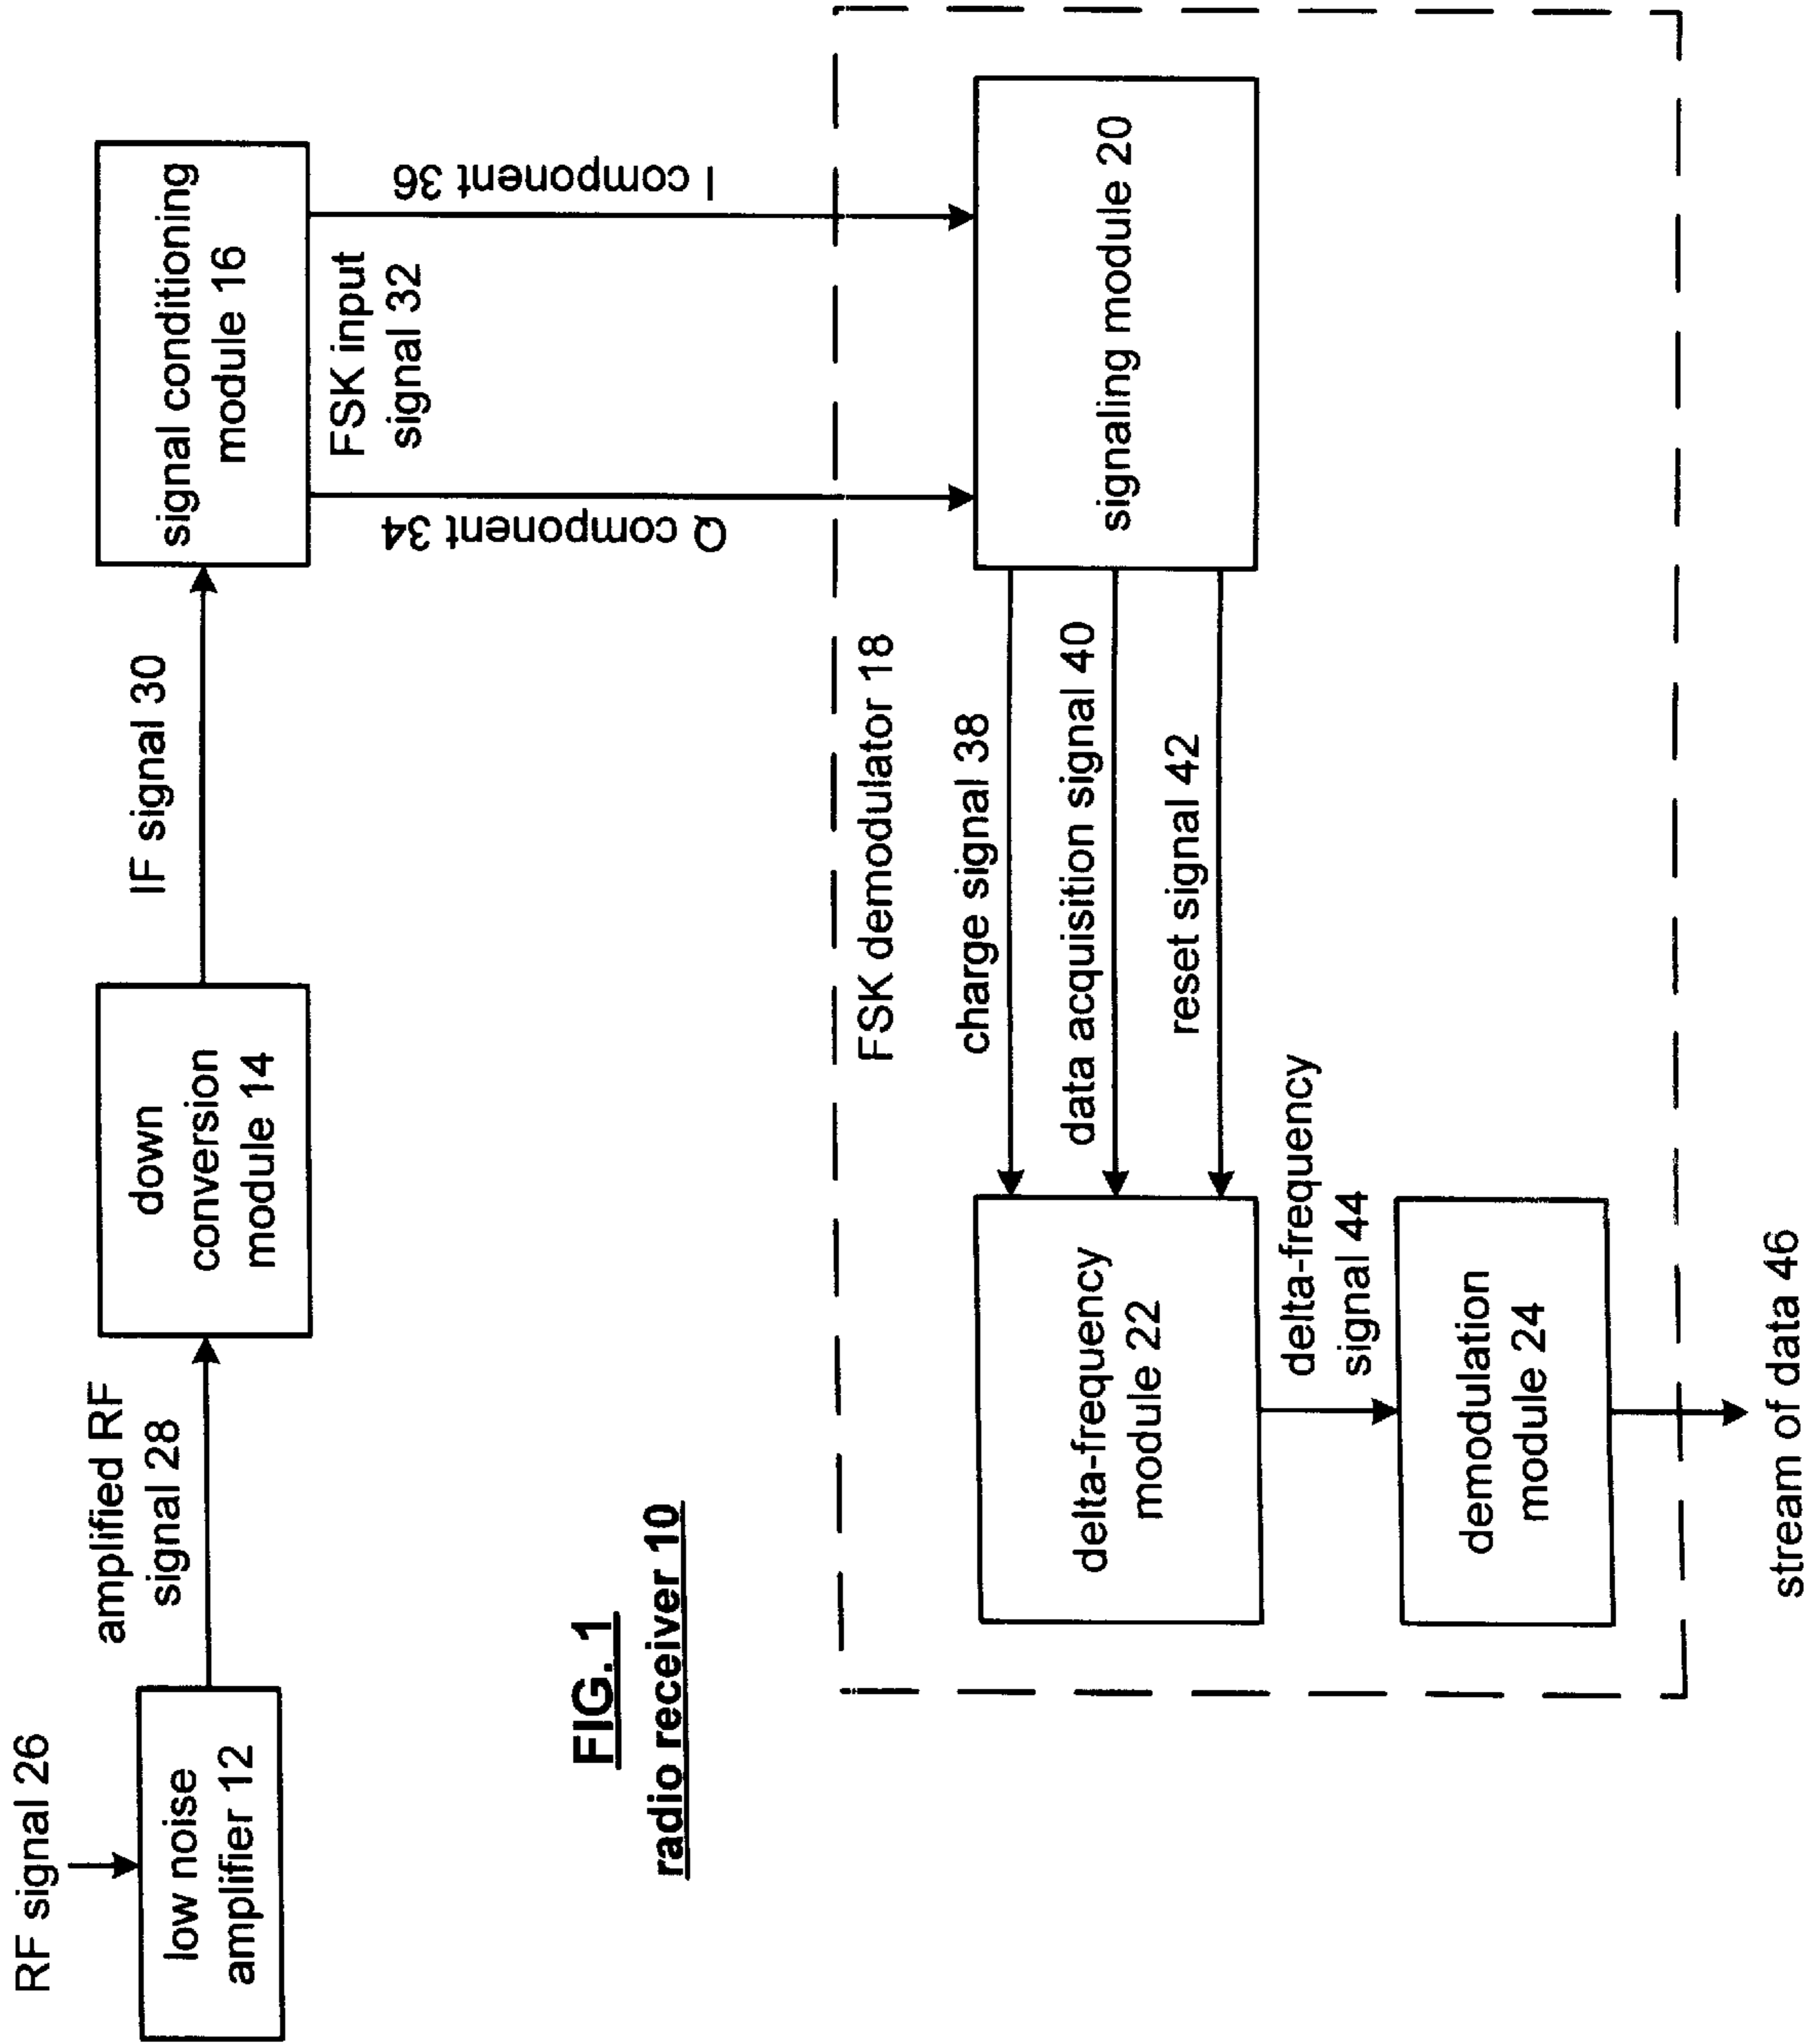 RF signal 26
low noise
amplifier 12
amplified RF
signal 28
down
conversion
module 14
IF signal 30
signal conditioning
module 16
FSK input
signal 32
Q component 34
I component 36
FIG. 1
radio receiver 10
FSK demodulator 18
charge signal 38
data acquisition signal 40
reset signal 42
signaling module 20
delta-frequency
module 22
delta-frequency
signal 44
demodulation
module 24
stream of data 46